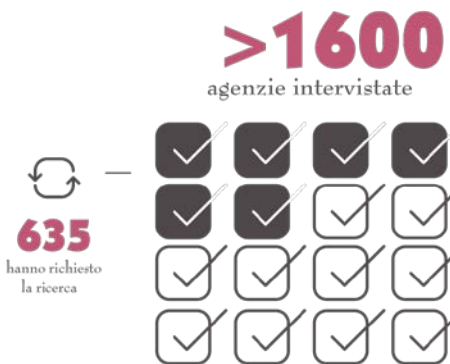 >1600
agenzie intervistate
635
hanno richiesto
la ricerca